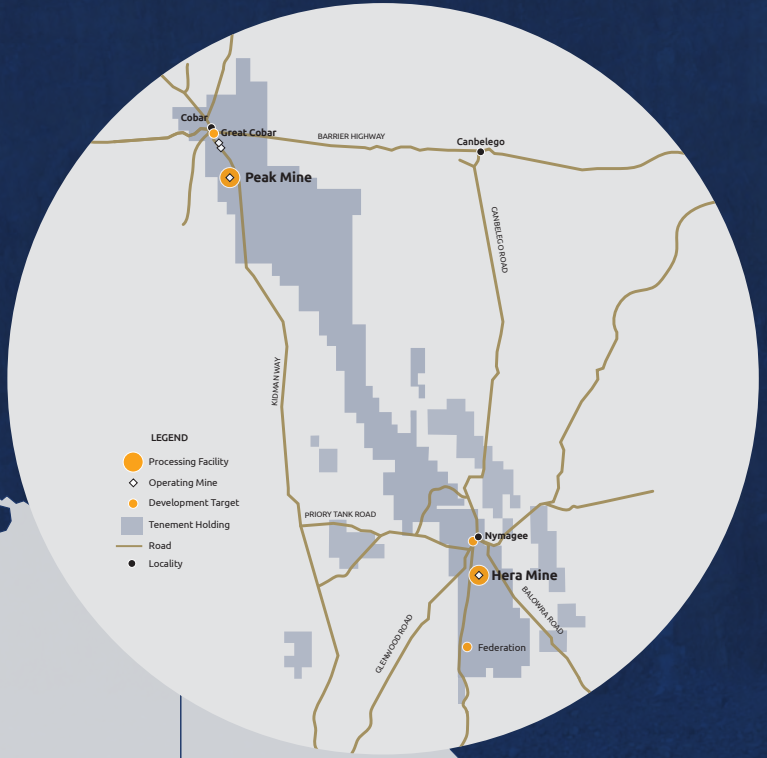 Cobar
Great Cobar
BARRIER HIGHWAY
Canbelego
Peak Mine
CANBELEGO ROAD
KIDMAN WAY
LEGEND
Processing Facility
Operating Mine
Development Target
Tenement Holding
Road
Locality
pRIORY TANK ROAD
Nymagee
Hera Mine
BALOWRA ROAD
GLENWOOD ROAD
Federation